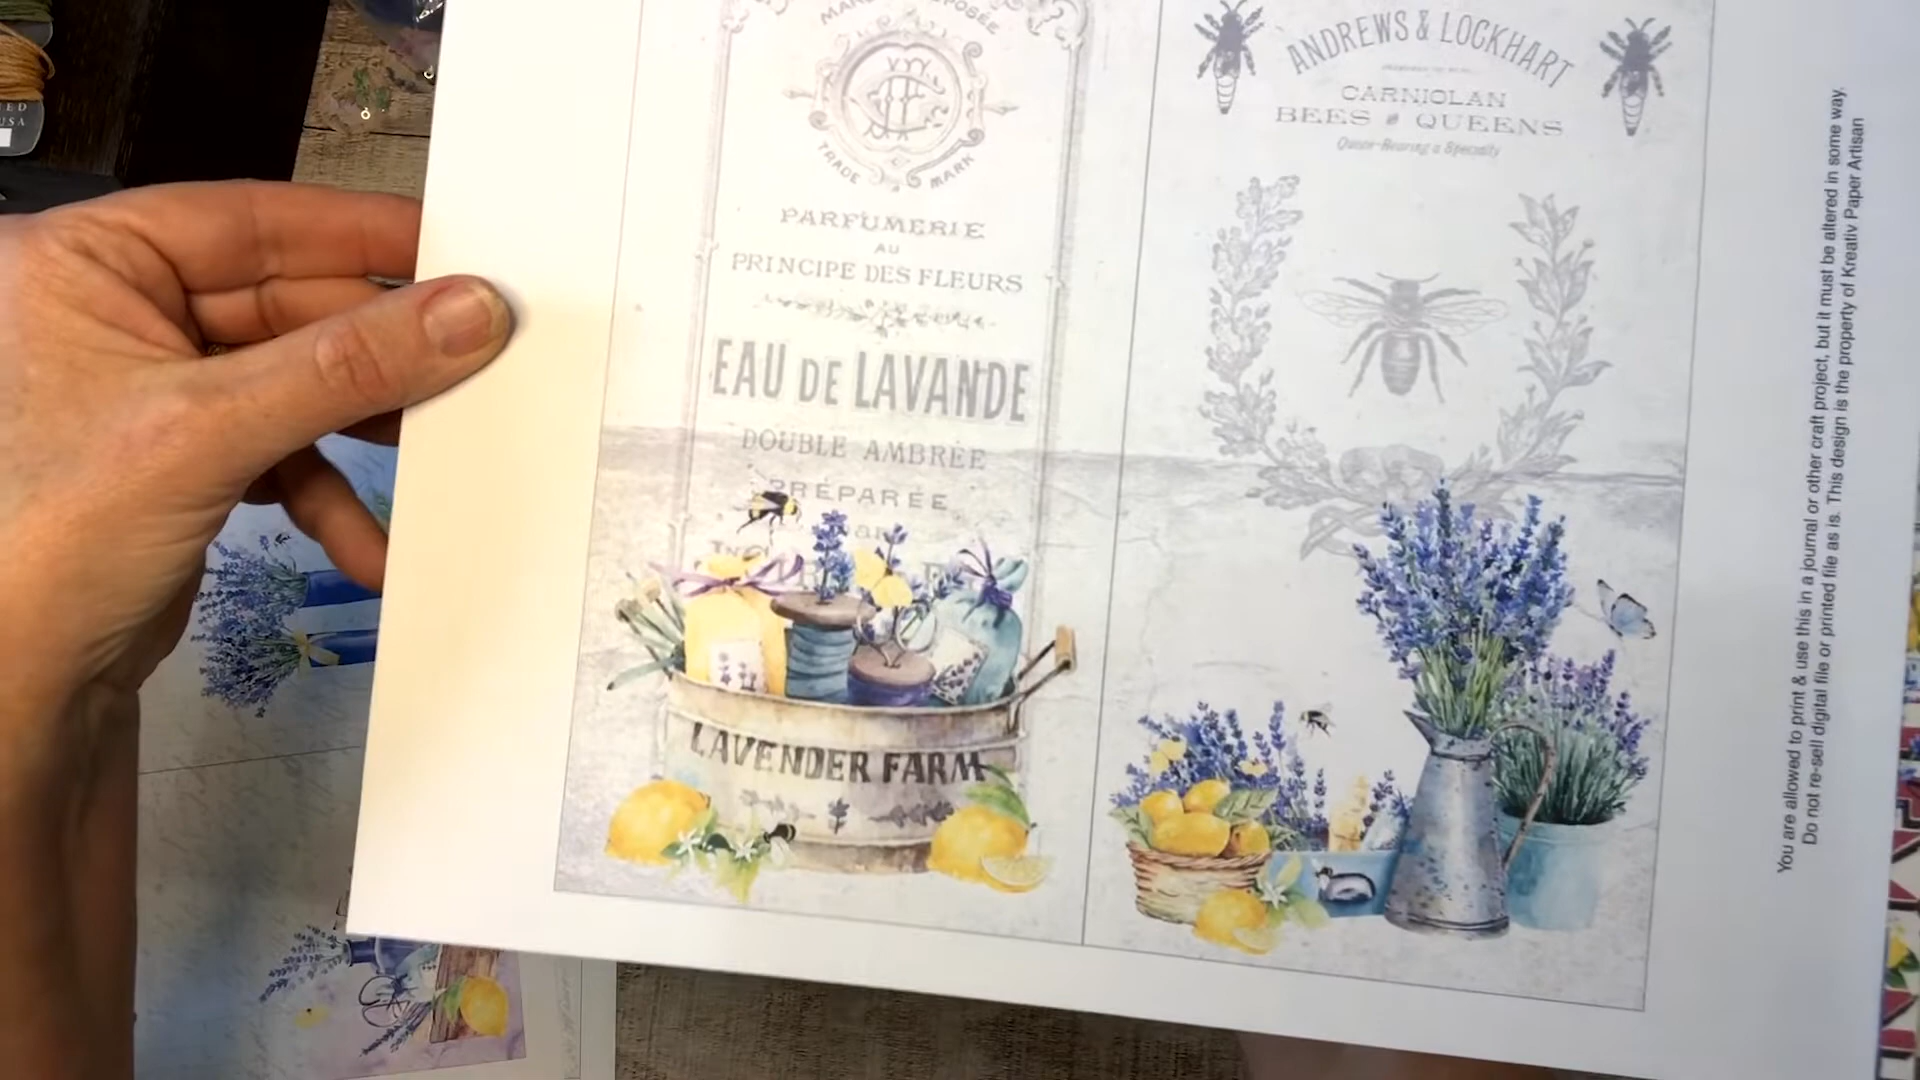 TRADE MARK
PARFUMERIE
AU
PRINCIPE DES FLEURS
EAU DE LAVANDE
DOUBLE AMBRÉE
PRÉPARÉE
LAVENDER FARM
ANDREWS & LOCKHART
CARNIOLAN
BEES & QUEENS
Queen-Rearing a Specialty
You are allowed to print & use this in a journal or other craft project, but it must be altered in some way.
Do not re-sell digital file or printed file as is. This design is the property of Kreativ Paper Artisan
USA